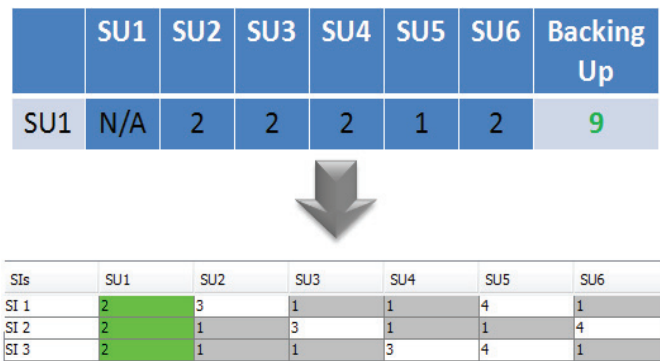 SU1 SU2 SU3 SU4 SU5 SU6 Backing
Up
SU1 N/A 2 2 2 1 2 9
SIs SU1 SU2 SU3 SU4 SU5 SU6
SI 1 2 3 1 1 4 1
SI 2 2 1 3 1 1 4
SI 3 2 1 1 3 4 1